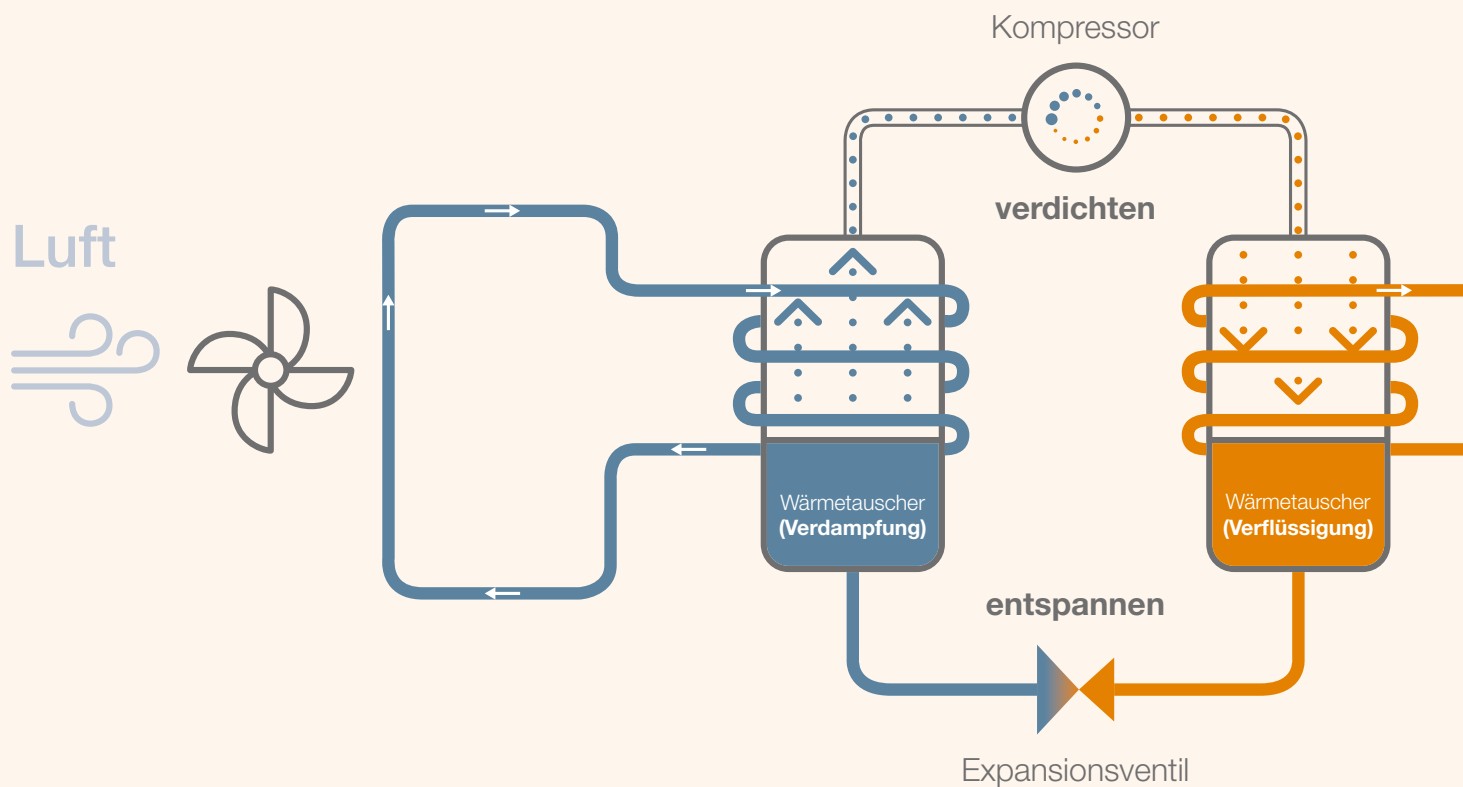 Kompressor
verdichten
Luft
Wärmetauscher
(Verdampfung)
Wärmetauscher
(Verflüssigung)
entspannen
Expansionsventil